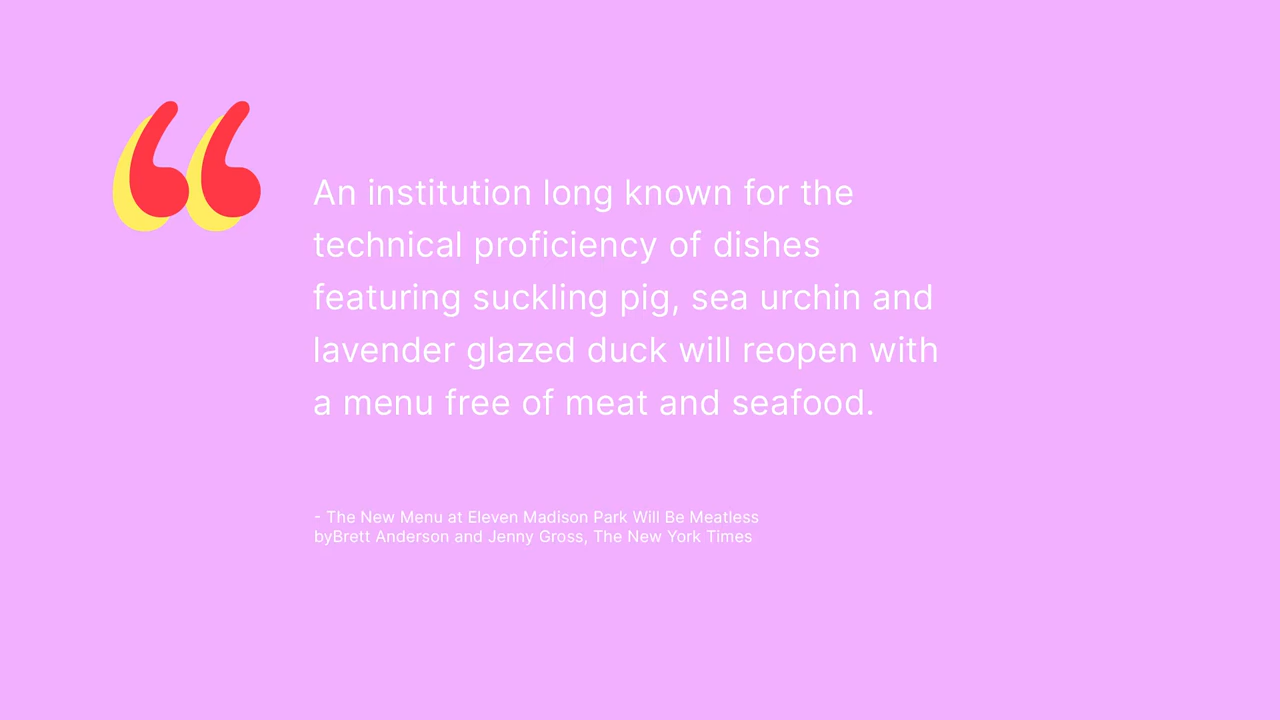 An institution long known for the
technical proficiency of dishes
featuring suckling pig, sea urchin and
lavender glazed duck will reopen with
a menu free of meat and seafood.
- The New Menu at Eleven Madison Park Will Be Meatless
byBrett Anderson and Jenny Gross, The New York Times